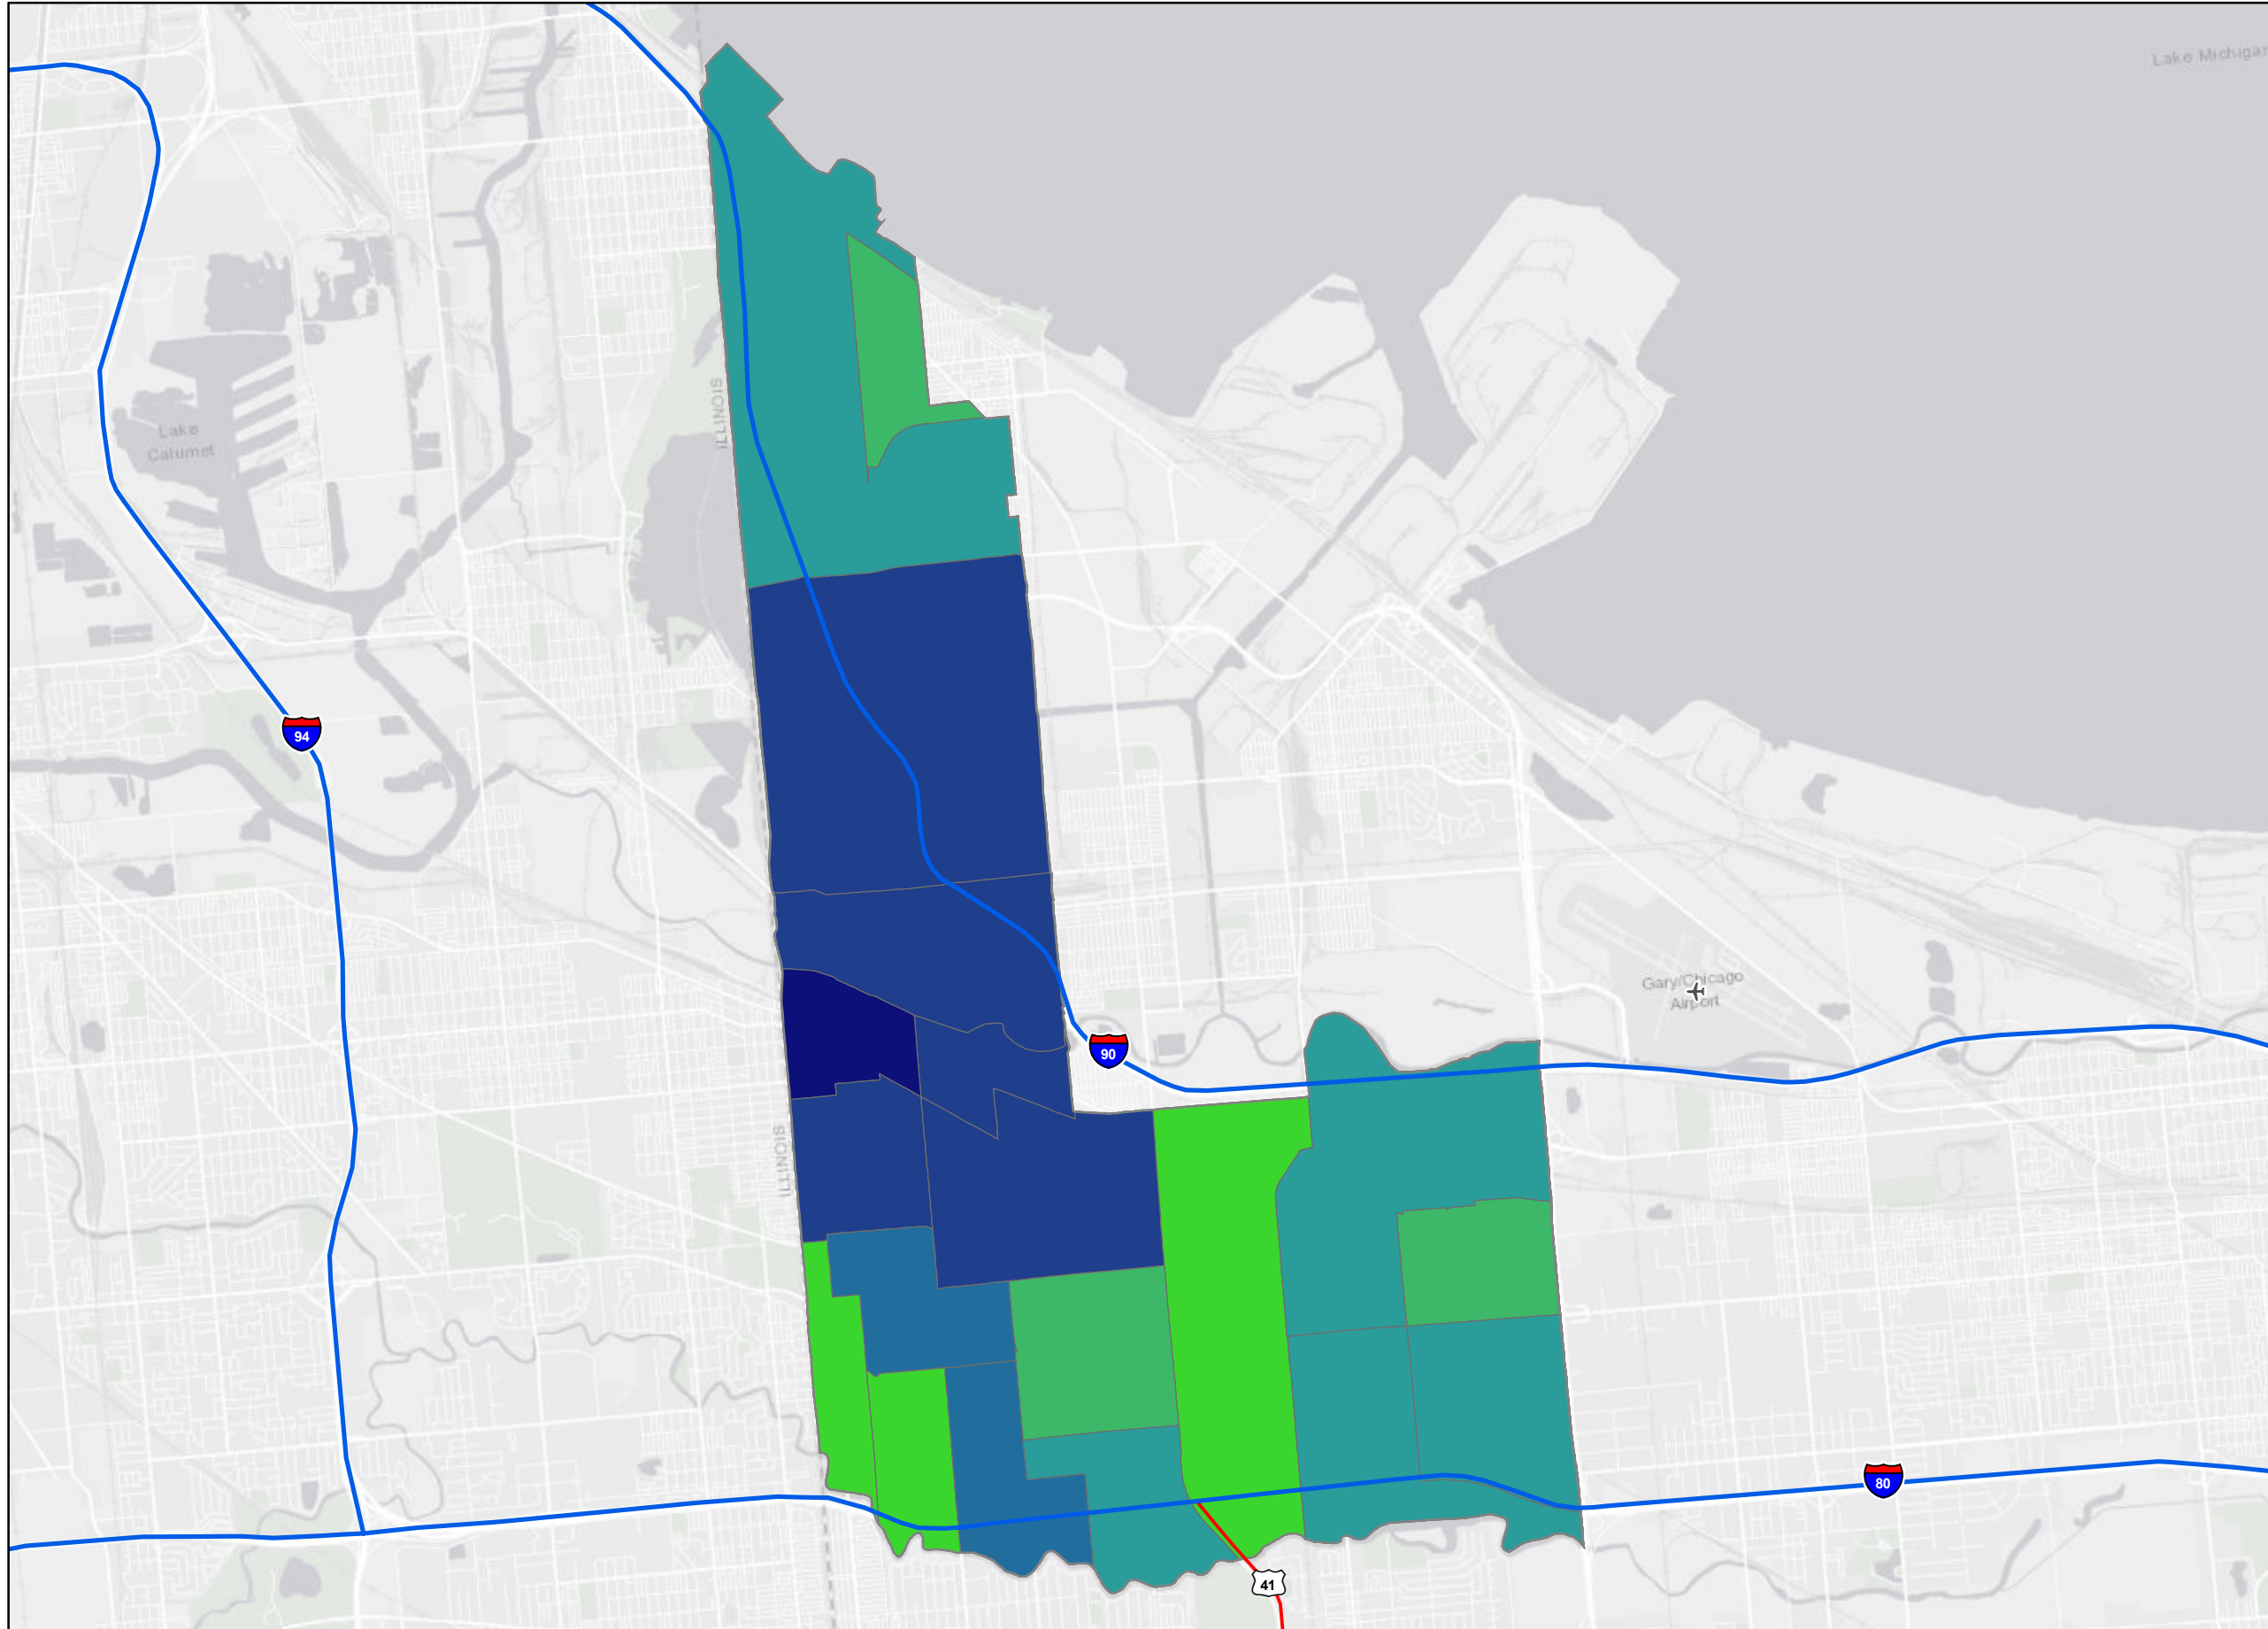 Lake Michigan
ILLINOIS
Lake
Calumet
94
Gary/Chicago
Airport
90
ILLINOIS
80
41